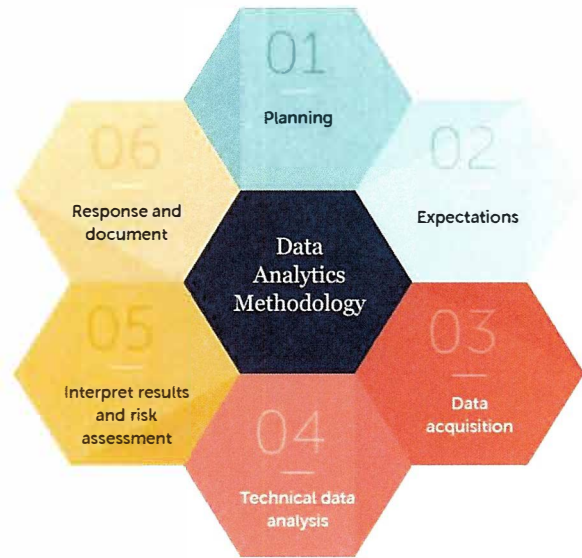 01
Planning
02
Expectations
03
Data
acquisition
04
Technical data
analysis
05
Interpret results
and risk
assessment
06
Response and
document
Data
Analytics
Methodology